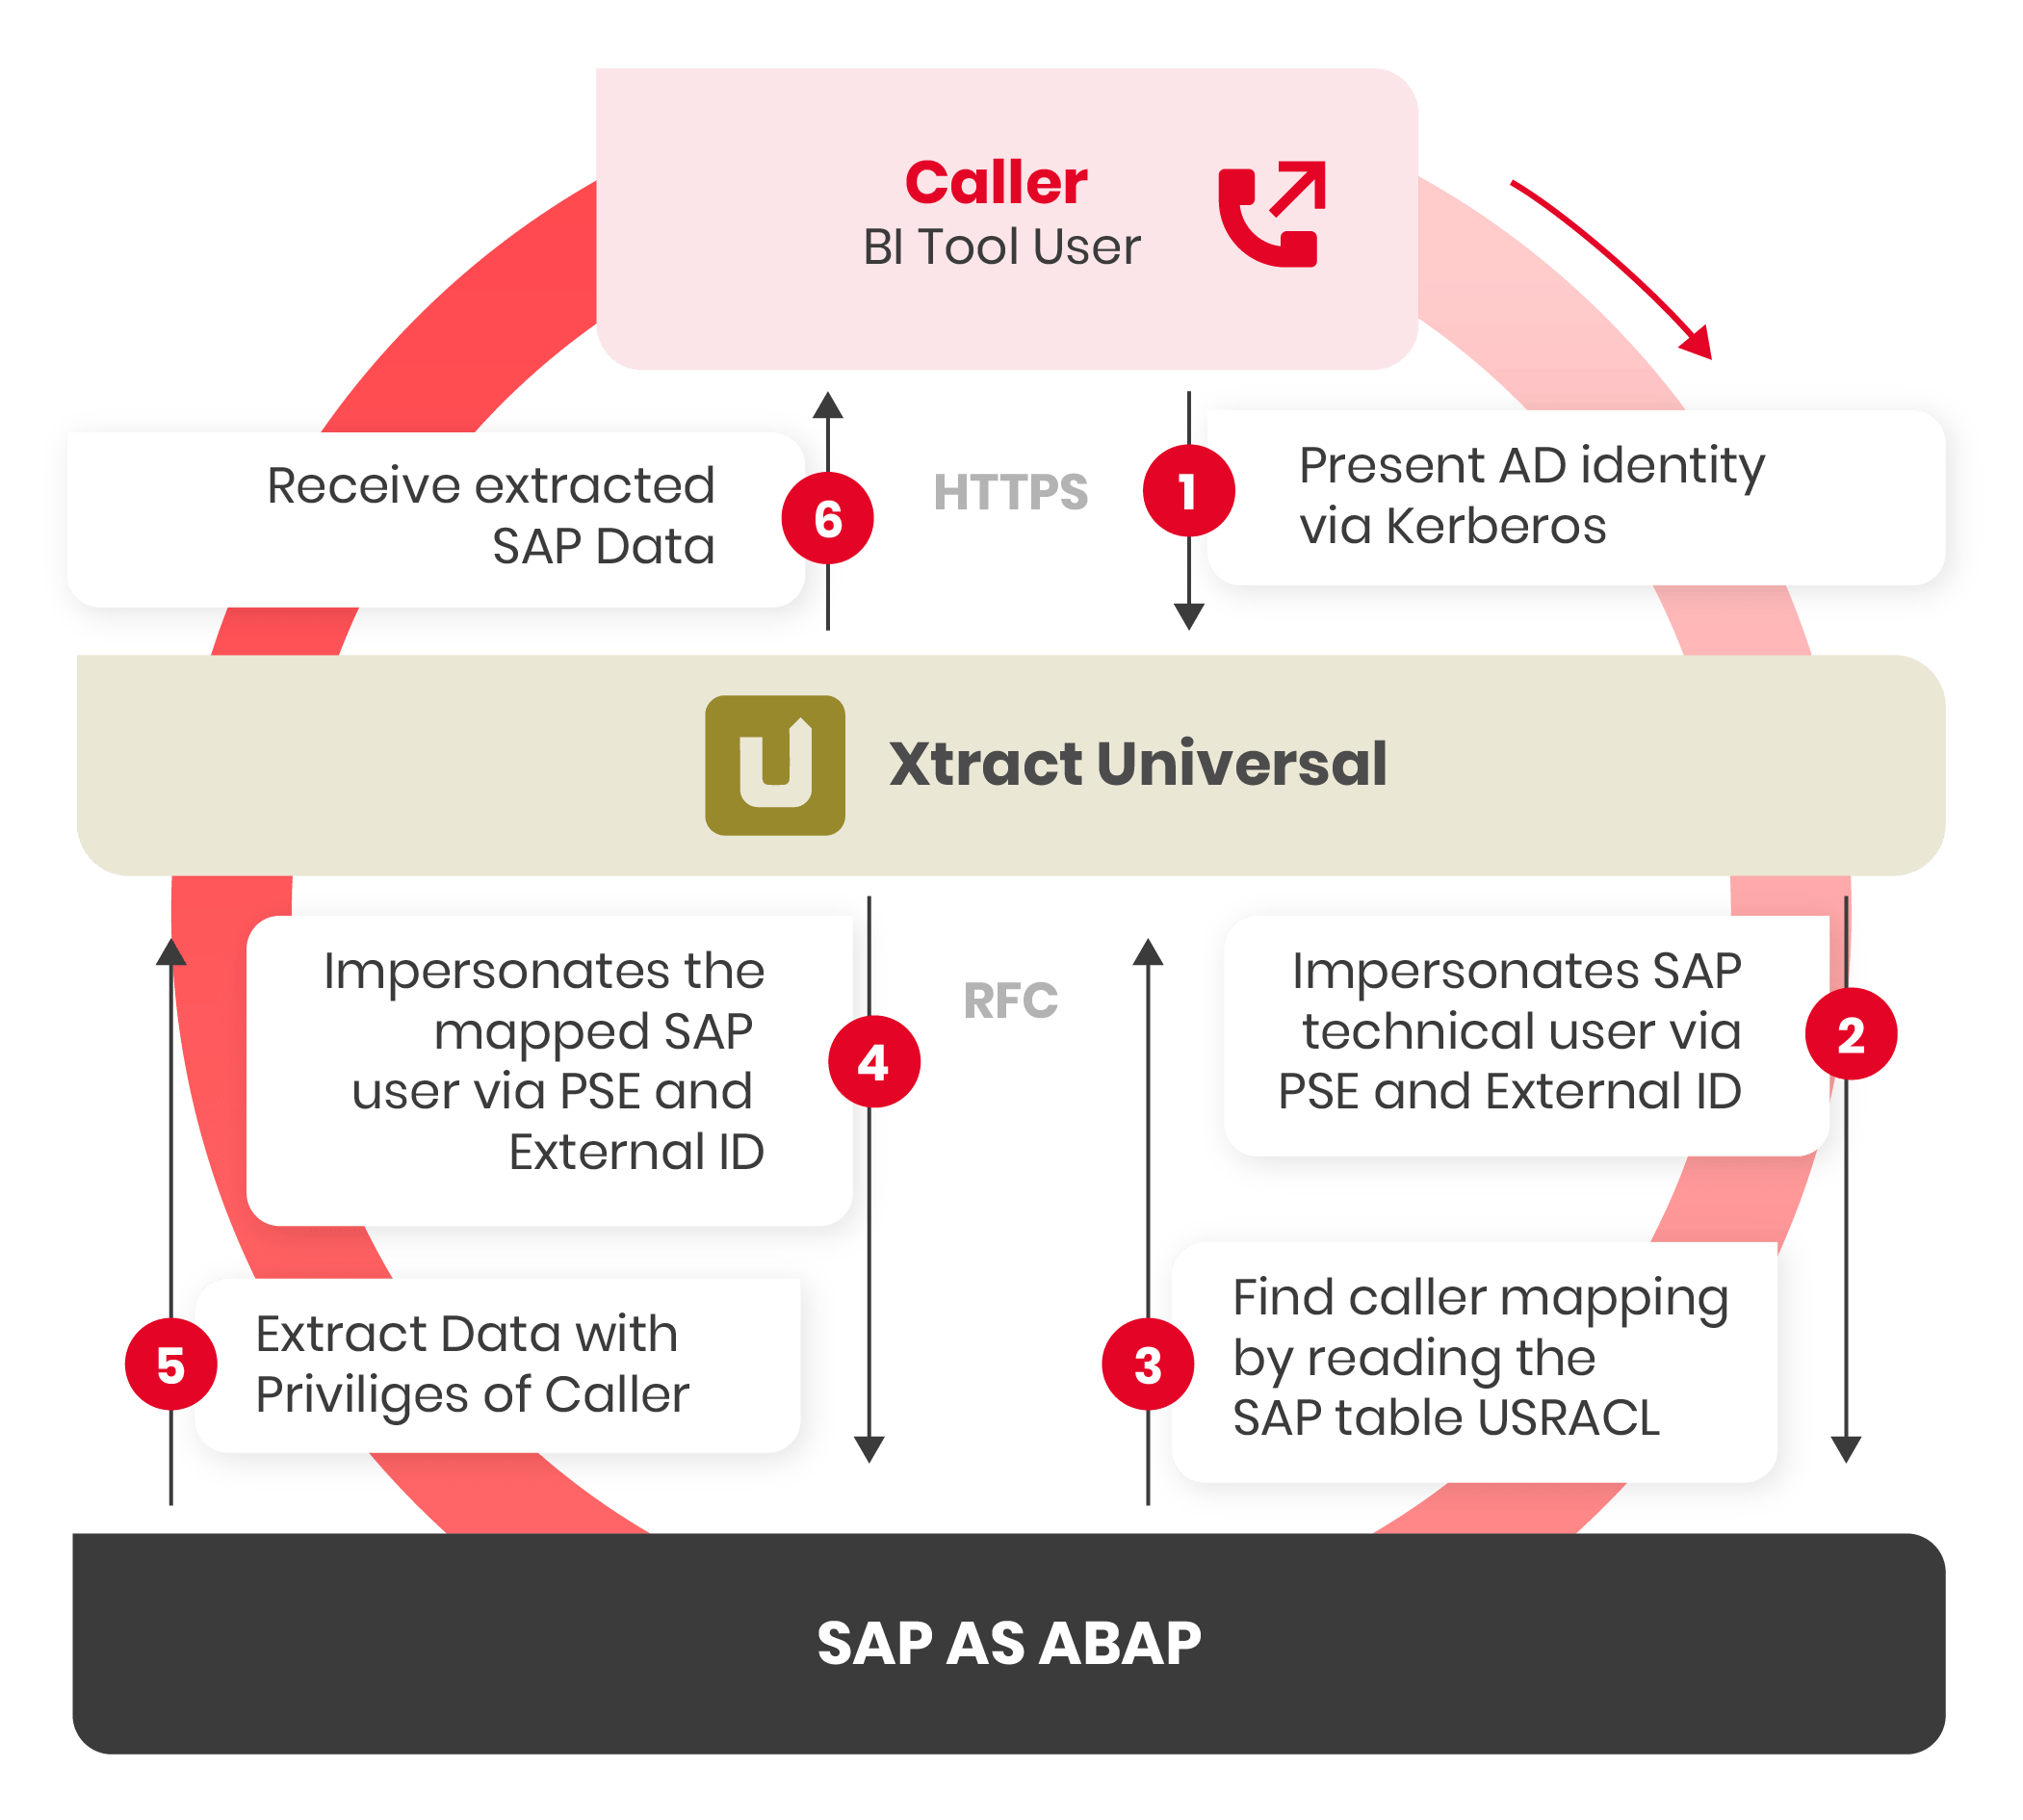 Caller
BI Tool User
HTTPS
1
Present AD identity
via Kerberos
Receive extracted
SAP Data
6
Xtract Universal
Impersonates the
mapped SAP
user via PSE and
External ID
4
RFC
Impersonates SAP
technical user via
PSE and External ID
2
5
Extract Data with
Priviliges of Caller
3
Find caller mapping
by reading the
SAP table USRACL
SAP AS ABAP